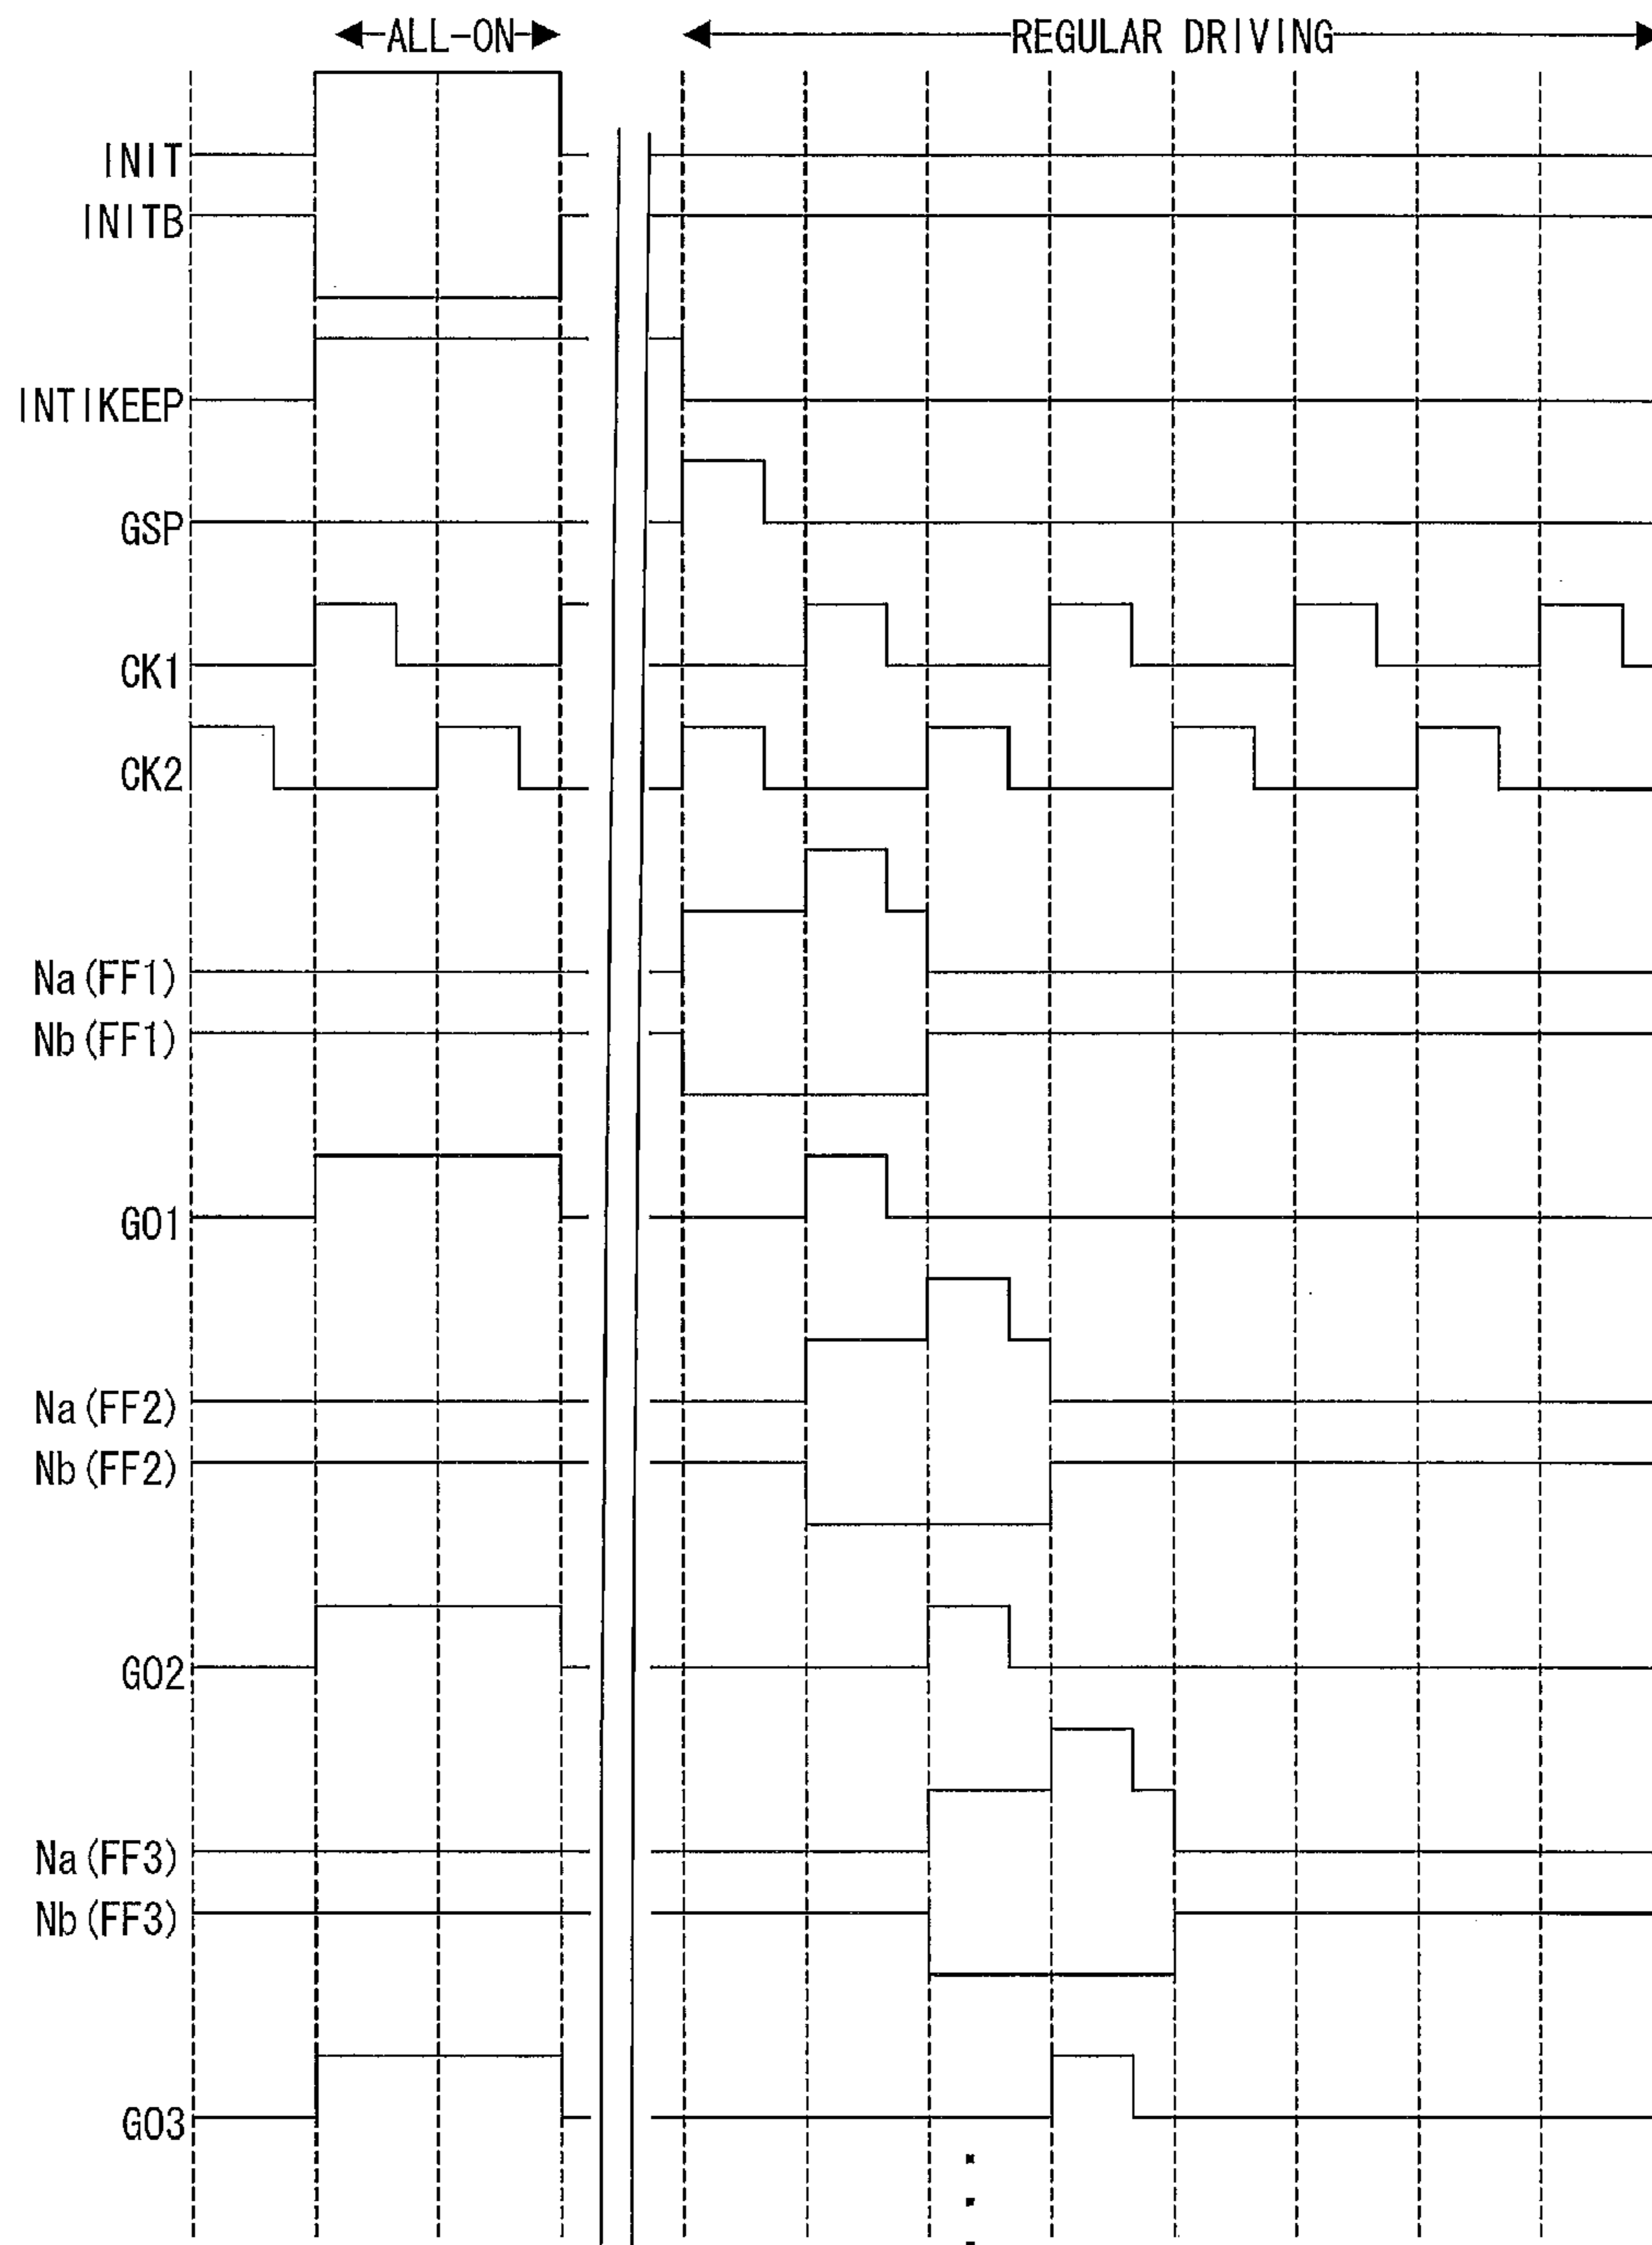 ALL-ON
REGULAR DRIVING
INIT
INITB
INTIKEEP
GSP
CK1
CK2
Na(FF1)
Nb(FF1)
GO1
Na(FF2)
Nb(FF2)
GO2
Na(FF3)
Nb(FF3)
GO3